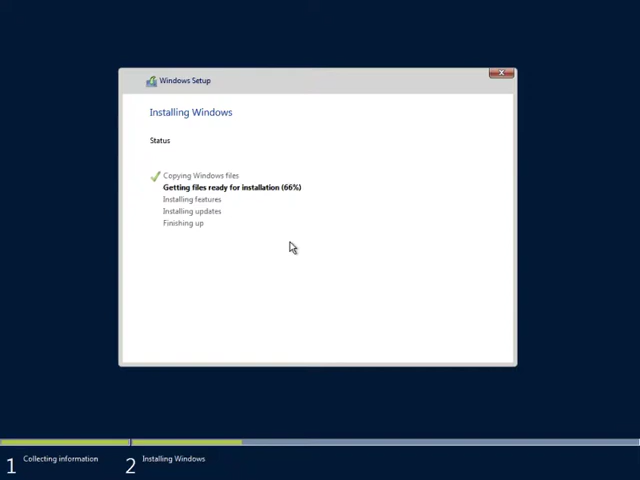 Windows Setup
Installing Windows
Status
Copying Windows files
Getting files ready for installation (66%)
Installing features
Installing updates
Finishing up
1 Collecting information
2 Installing Windows